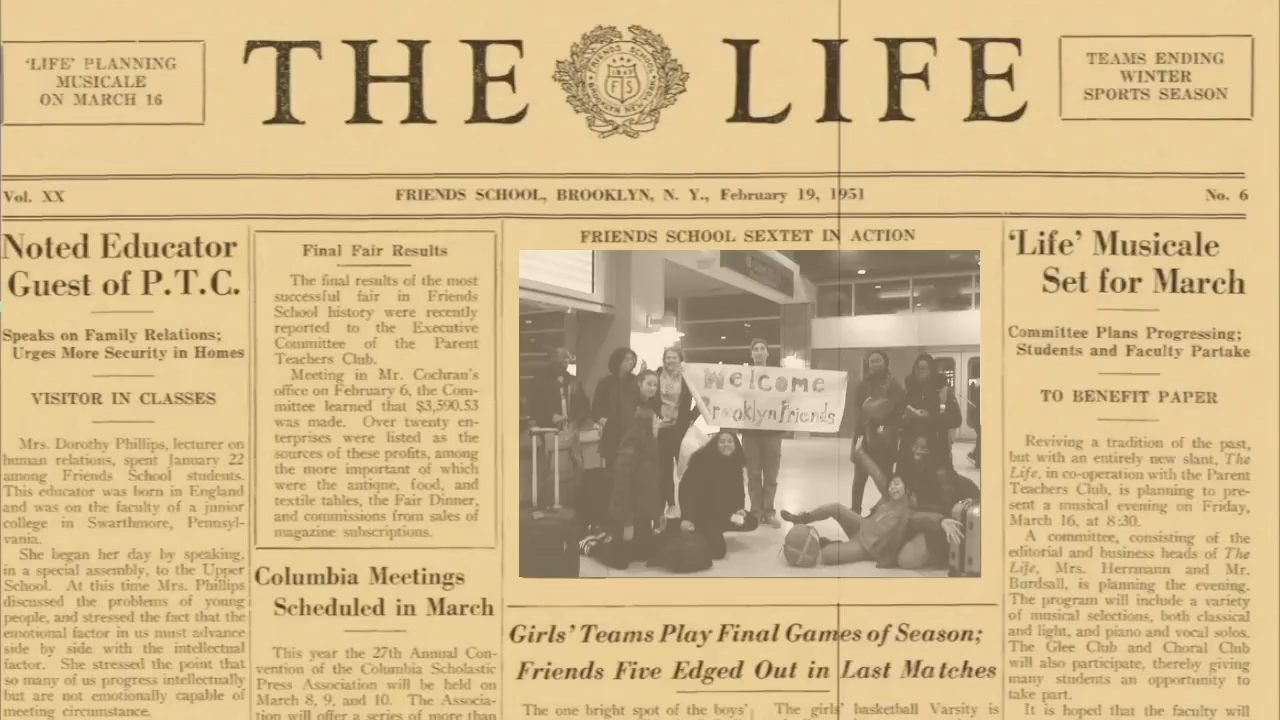 'LIFE' PLANNING
MUSICALE
ON MARCH 16
THE LIFE
FRIENDS SCHOOL
1867
F S
BROOKLYN NEW YORK
TEAMS ENDING
WINTER
SPORTS SEASON
Vol. XX
FRIENDS SCHOOL, BROOKLYN, N. Y., February 19, 1951
No. 6
Noted Educator
Guest of P.T.C.
Speaks on Family Relations;
Urges More Security in Homes
VISITOR IN CLASSES
Mrs. Dorothy Phillips, lecturer on
human relations, spent January 22
among Friends School students.
This educator was born in England
and was on the faculty of a junior
college in Swarthmore, Pennsyl-
vania.
She began her day by speaking,
in a special assembly, to the Upper
School. At this time Mrs. Phillips
discussed the problems of young
people, and stressed the fact that the
emotional factor in us must advance
side by side with the intellectual
factor. She stressed the point that
so many of us progress intellectually
but are not emotionally capable of
meeting circumstance.
Final Fair Results
The final results of the most
successful fair in Friends
School history were recently
reported to the Executive
Committee of the Parent
Teachers Club.
Meeting in Mr. Cochran's
office on February 6, the Com-
mittee learned that $3,590.53
was made. Over twenty en-
terprises were listed as the
sources of these profits, among
the more important of which
were the antique, food, and
textile tables, the Fair Dinner,
and commissions from sales of
magazine subscriptions.
Columbia Meetings
Scheduled in March
This year the 27th Annual Con-
vention of the Columbia Scholastic
Press Association will be held on
March 8, 9, and 10. The Associa-
tion will offer a series of more than
FRIENDS SCHOOL SEXTET IN ACTION
Welcome
BrooklynFriends
Girls' Teams Play Final Games of Season;
Friends Five Edged Out in Last Matches
The one bright spot of the boys'
The girls' basketball Varsity is
'Life' Musicale
Set for March
Committee Plans Progressing;
Students and Faculty Partake
TO BENEFIT PAPER
Reviving a tradition of the past,
but with an entirely new slant, The
Life, in co-operation with the Parent
Teachers Club, is planning to pre-
sent a musical evening on Friday,
March 16, at 8:30.
A committee, consisting of the
editorial and business heads of The
Life, Mrs. Herrmann and Mr.
Burdsall, is planning the evening.
The program will include a variety
of musical selections, both classical
and light, and piano and vocal solos.
The Glee Club and Choral Club
will also participate, thereby giving
many students an opportunity to
take part.
It is hoped that the faculty will